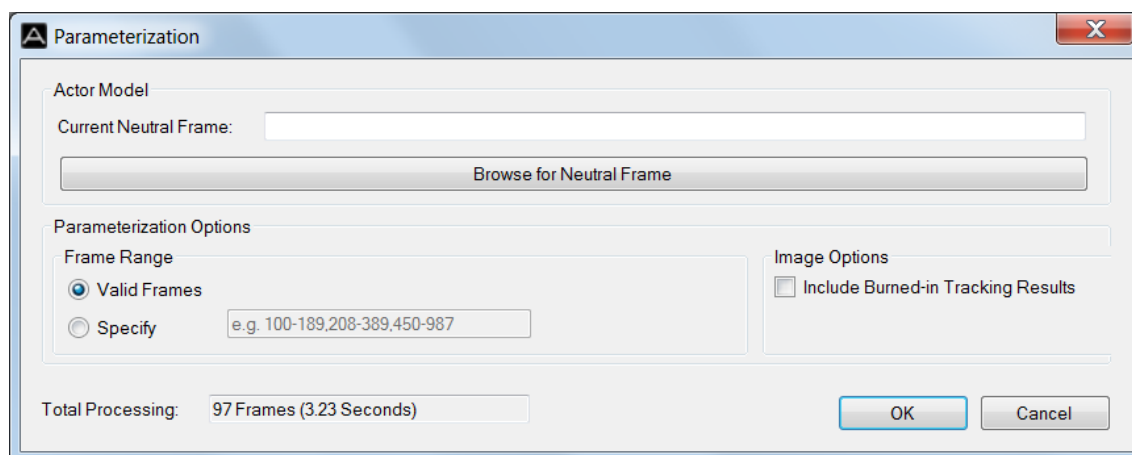 Parameterization
Actor Model
Current Neutral Frame:
Browse for Neutral Frame
Parameterization Options
Frame Range
Valid Frames
Specify
e.g. 100-189,208-389,450-987
Image Options
Include Burned-in Tracking Results
Total Processing:
97 Frames (3.23 Seconds)
OK
Cancel